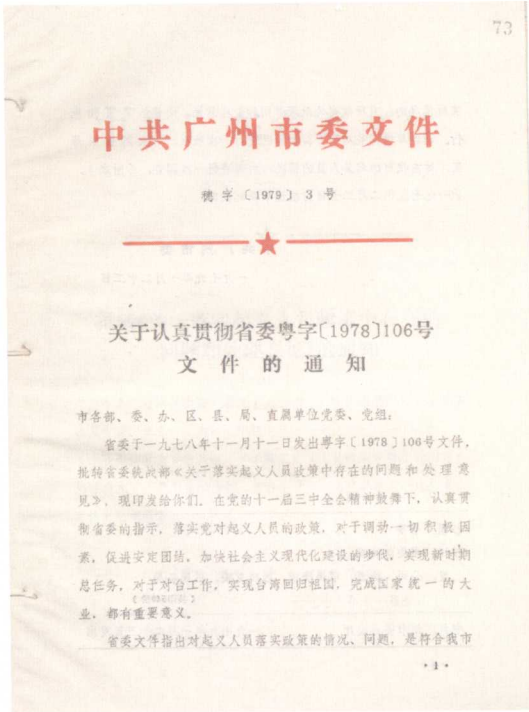 73
中共广州市委文件
穗字〔1979〕3号
关于认真贯彻省委粤字〔1978〕106号
文件的通知
市各部、委、办、区、县、局、直属单位党委、党组：
省委于一九七八年十一月十一日发出粤字〔1978〕106号文件，
批转省委统战部《关于落实起义人员政策中存在的问题和处理意
见》，现印发给你们。在党的十一届三中全会精神鼓舞下，认真贯
彻省委的指示，落实党对起义人员的政策，对于调动一切积极因
素，促进安定团结，加快社会主义现代化建设的步伐，实现新时期
总任务，对于对台工作，实现台湾回归祖国，完成国家统一的大
业，都有重要意义。
省委文件指出对起义人员落实政策的情况、问题，是符合我市
·1·